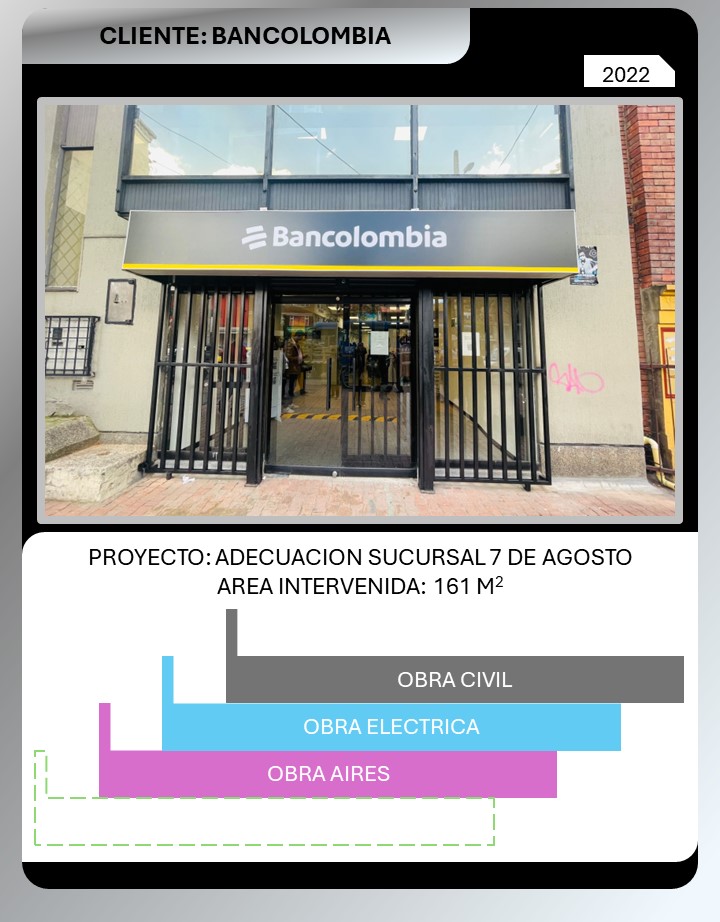 CLIENTE: BANCOLOMBIA
2022
Bancolombia
PROYECTO: ADECUACION SUCURSAL 7 DE AGOSTO
AREA INTERVENIDA: 161 M²
OBRA CIVIL
OBRA ELECTRICA
OBRA AIRES